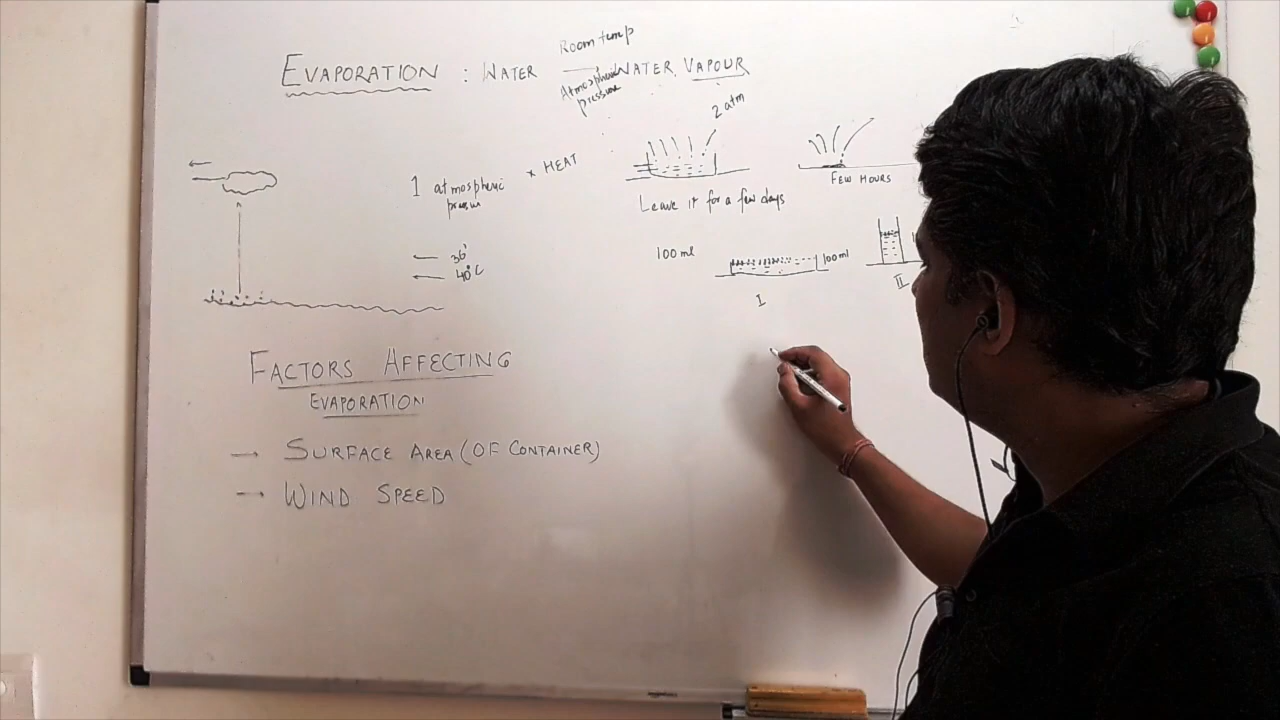 Room temp
EVAPORATION : WATER WATER VAPOUR
Atmospheric
pressure
2 atm
1 atmospheric
pressure
x HEAT
FEW HOURS
Leave it for a few days
100 ml
100 ml
36°
40°C
I
II
FACTORS AFFECTING
EVAPORATION
→ SURFACE AREA (OF CONTAINER)
→ WIND SPEED